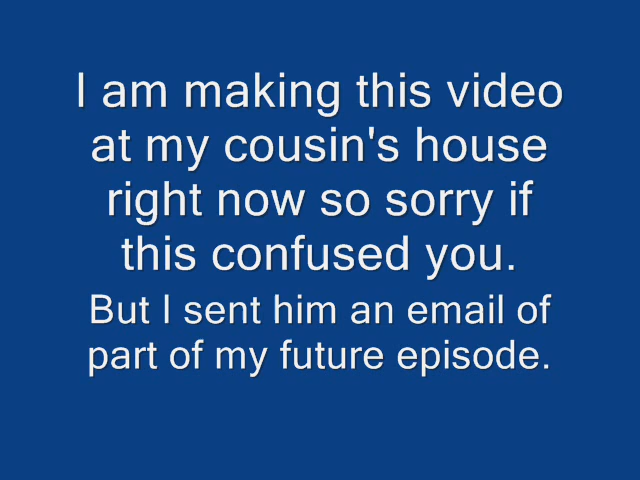 I am making this video
at my cousin's house
right now so sorry if
this confused you.
But I sent him an email of
part of my future episode.